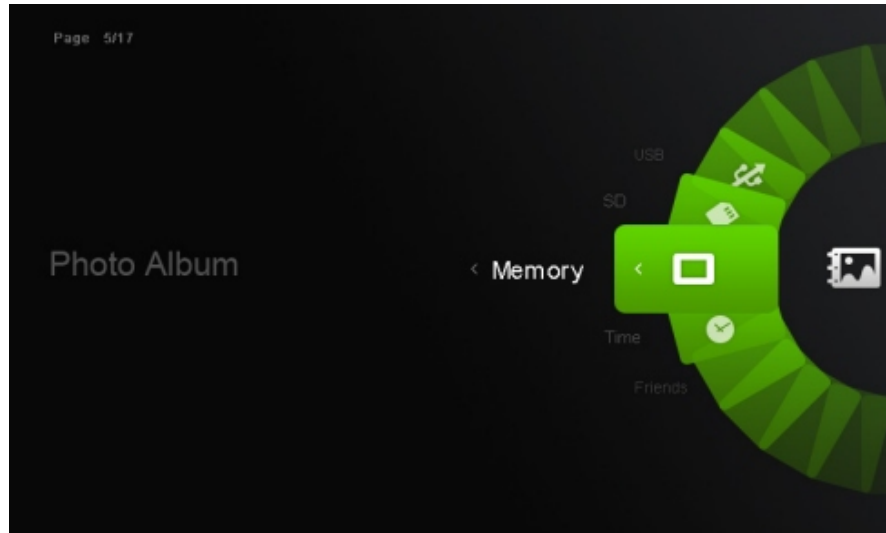 Page 5/17
USB
SD
Photo Album
< Memory
<
Time
Friends